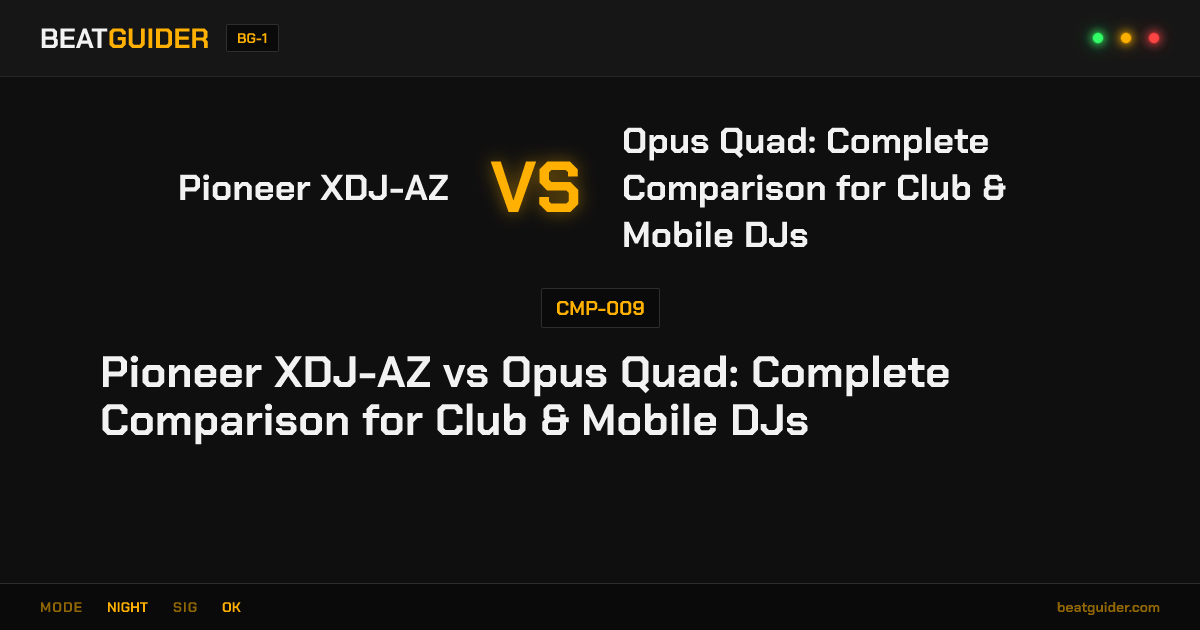 BEATGUIDER BG-1
Pioneer XDJ-AZ
VS
Opus Quad: Complete
Comparison for Club &
Mobile DJs
CMP-009
Pioneer XDJ-AZ vs Opus Quad: Complete
Comparison for Club & Mobile DJs
MODE NIGHT SIG OK
beatguider.com